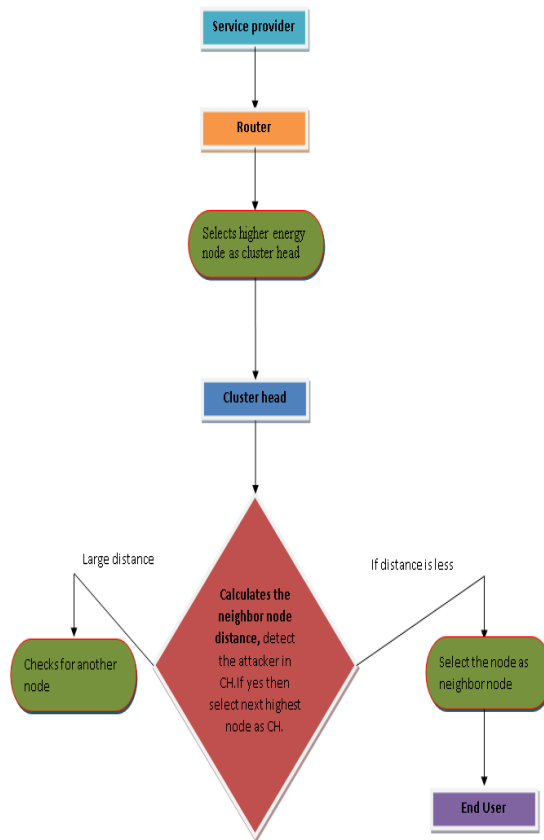 Service provider
Router
Selects higher energy
node as cluster head
Cluster head
Large distance
If distance is less
Calculates the
neighbor node
distance, detect
the attacker in
CH.If yes then
select next highest
node as CH.
Checks for another
node
Select the node as
neighbor node
End User